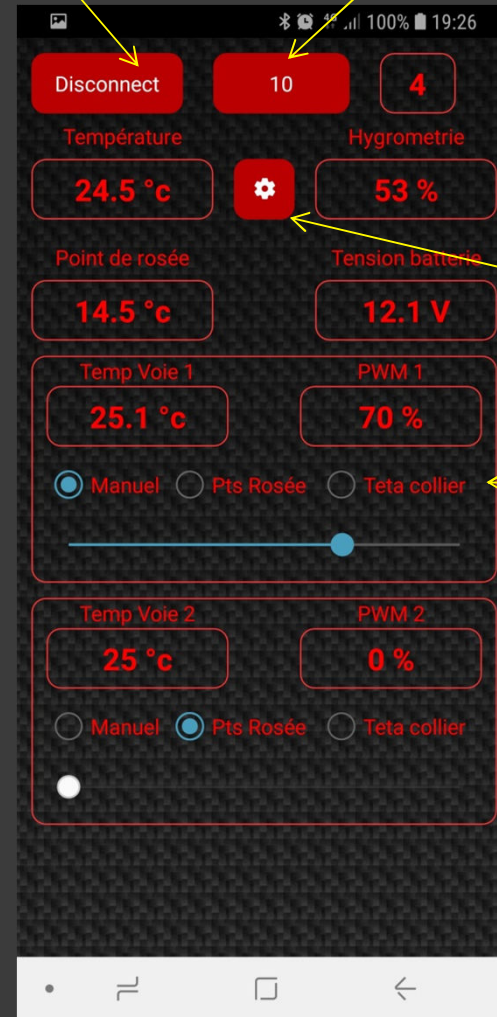 4G 100% 19:26
Disconnect 10 4
Température Hygrometrie
24.5 °c 53 %
Point de rosée Tension batterie
14.5 °c 12.1 V
Temp Voie 1 PWM 1
25.1 °c 70 %
Manuel Pts Rosée Teta collier
Temp Voie 2 PWM 2
25 °c 0 %
Manuel Pts Rosée Teta collier